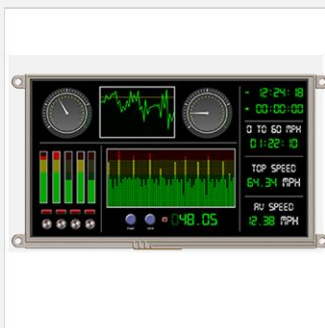 - 12:24:18
- 00:00:00
0 TO 60 MPH
01:22:10
TOP SPEED
64.34 MPH
AV SPEED
12.38 MPH
048.05